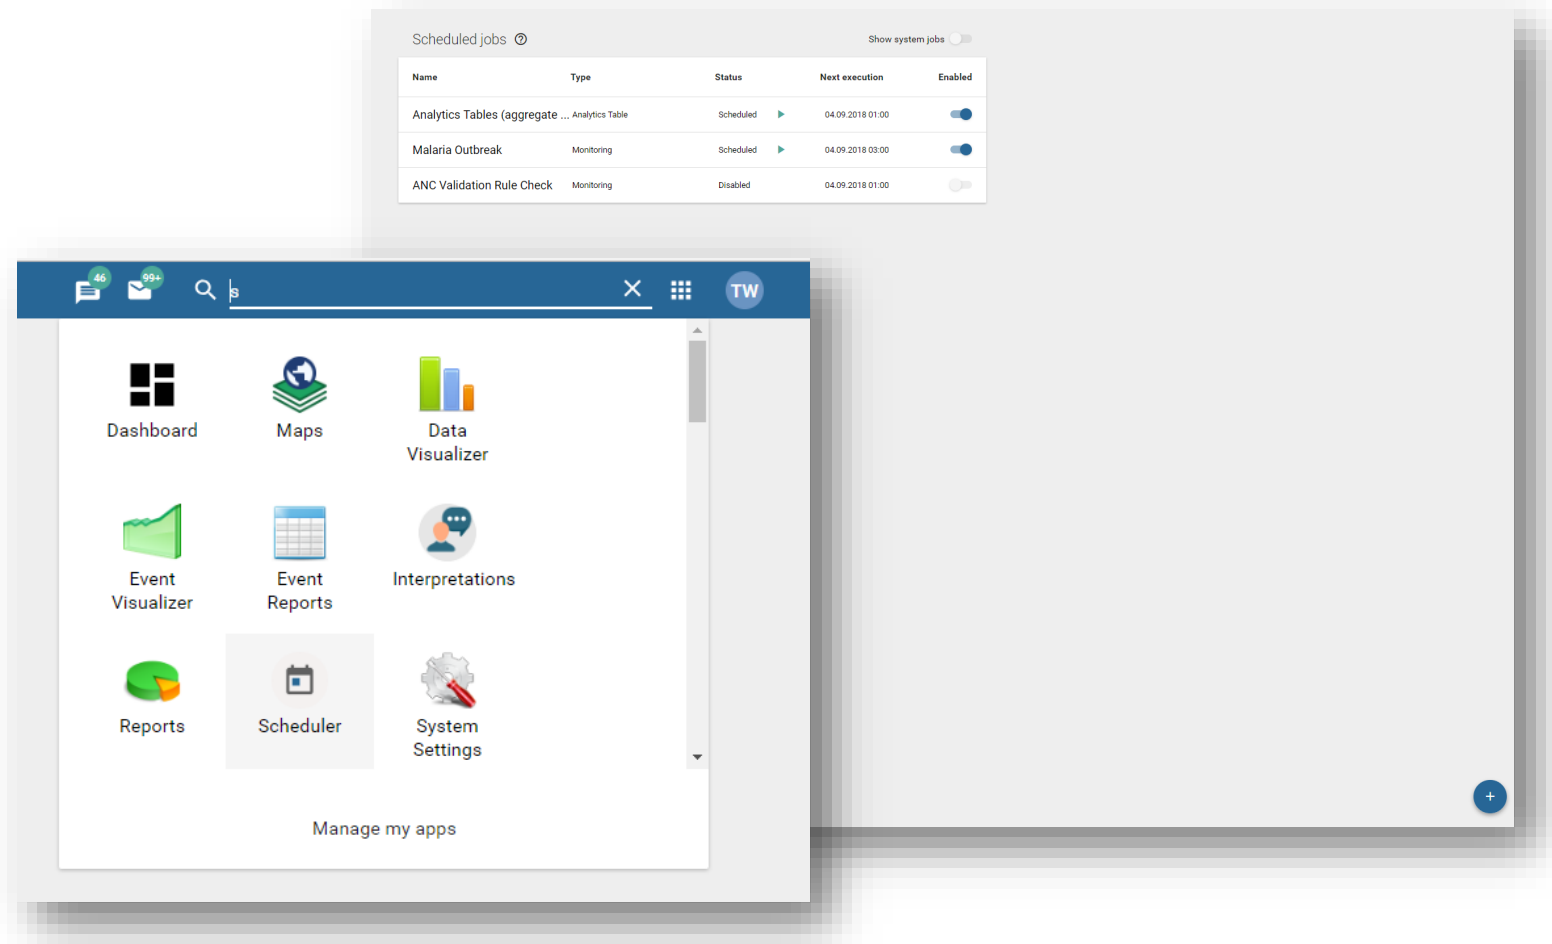 Scheduled jobs
Show system jobs
Name Type Status Next execution Enabled
Analytics Tables (aggregate ... Analytics Table Scheduled 04.09.2018 01:00
Malaria Outbreak Monitoring Scheduled 04.09.2018 03:00
ANC Validation Rule Check Monitoring Disabled 04.09.2018 01:00
46 99+ s TW
Dashboard Maps Data
Visualizer
Event Event Interpretations
Visualizer Reports
Reports Scheduler System
Settings
Manage my apps
+